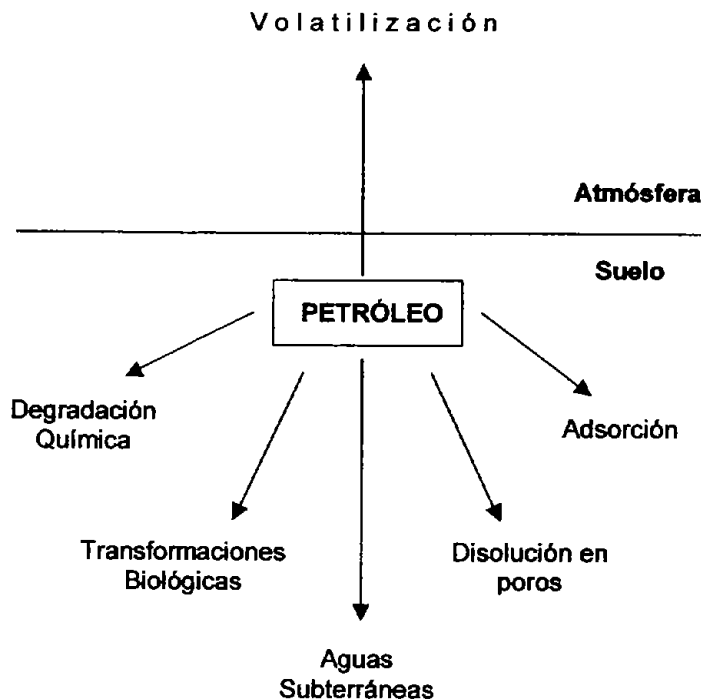 Volatilización
Atmósfera
Suelo
PETRÓLEO
Degradación
Química
Adsorción
Transformaciones
Biológicas
Disolución en
poros
Aguas
Subterráneas